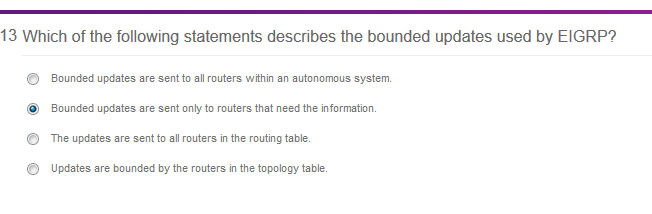 13 Which of the following statements describes the bounded updates used by EIGRP?
Bounded updates are sent to all routers within an autonomous system.
Bounded updates are sent only to routers that need the information.
The updates are sent to all routers in the routing table.
Updates are bounded by the routers in the topology table.